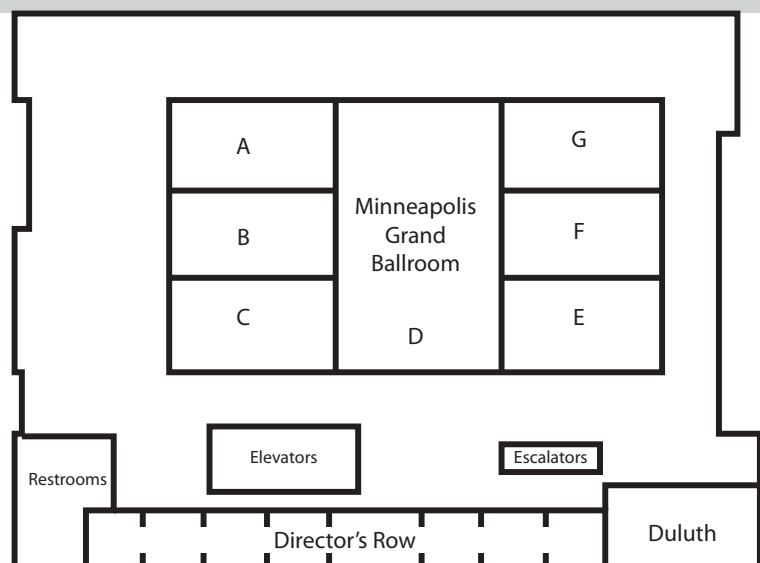 A
G
Minneapolis
Grand
Ballroom
B
F
C
E
D
Elevators
Escalators
Restrooms
Director's Row
Duluth